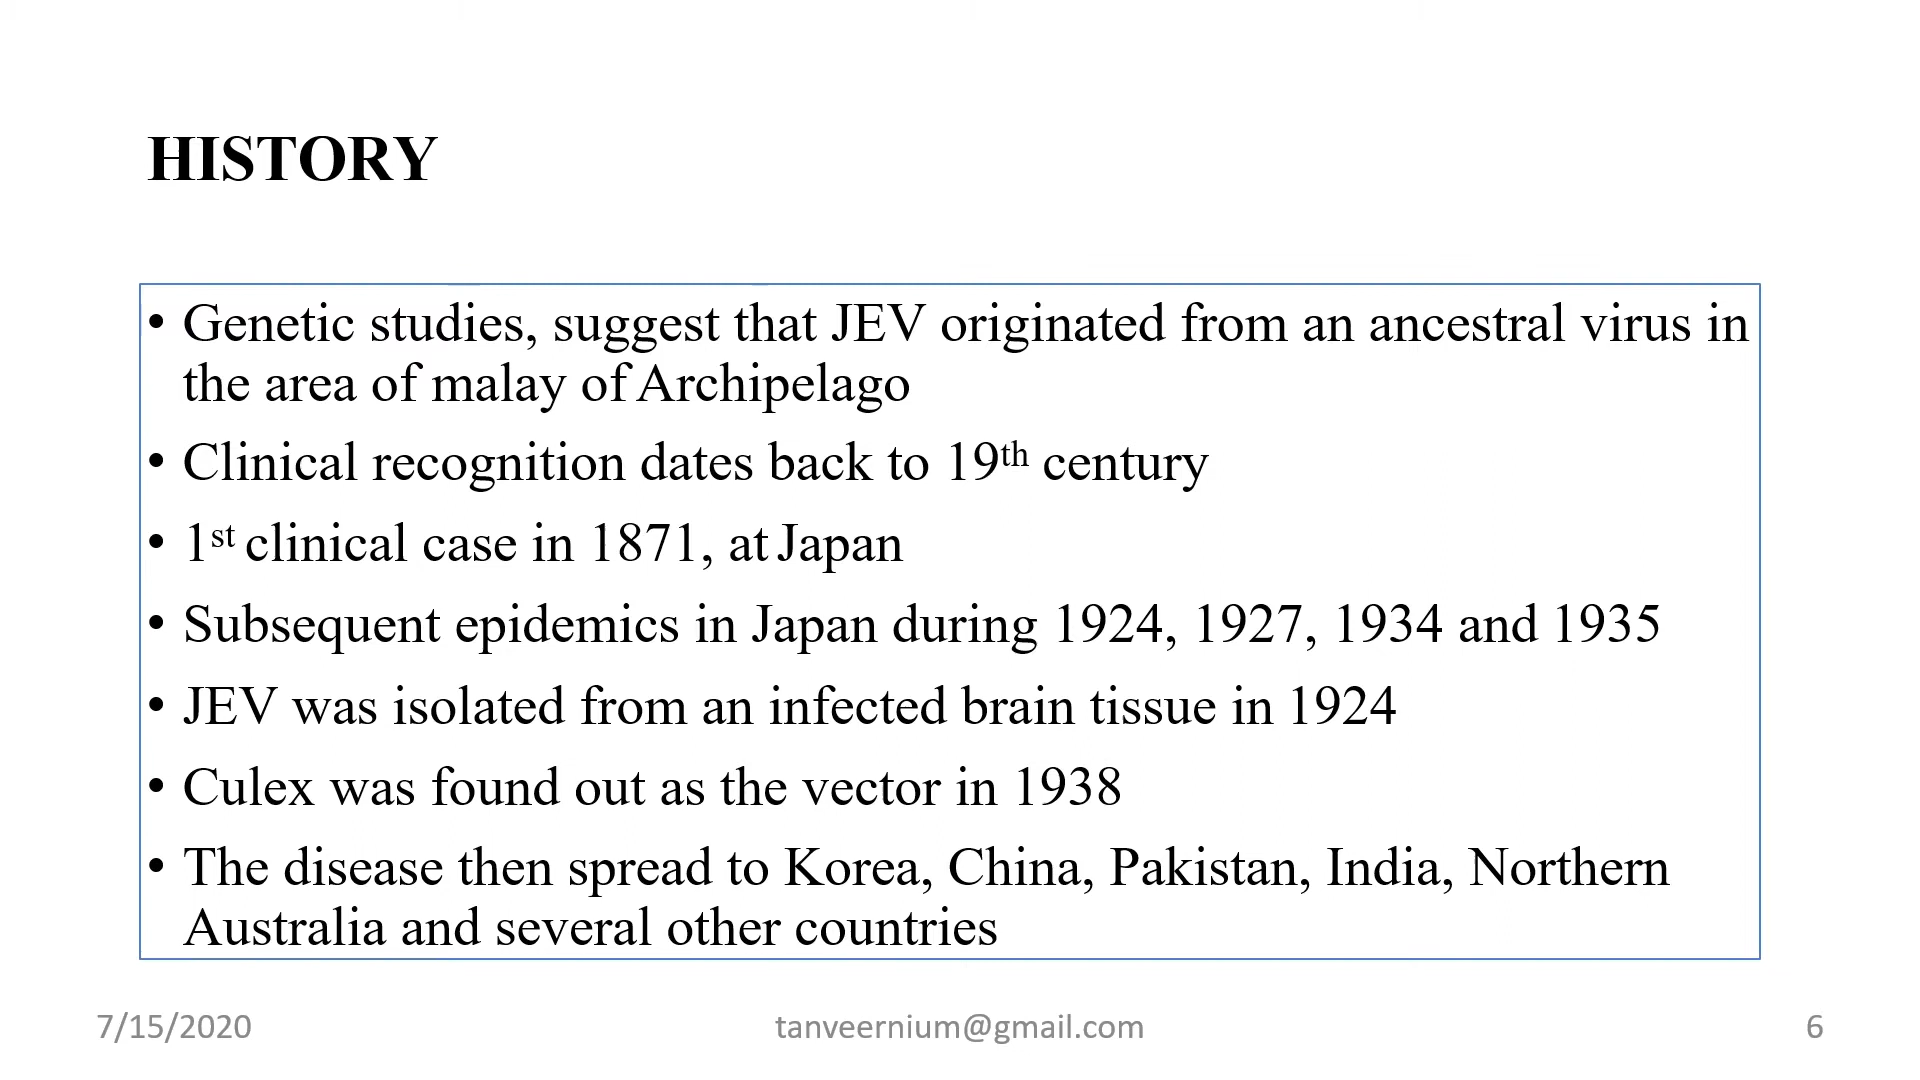 HISTORY
• Genetic studies, suggest that JEV originated from an ancestral virus in
the area of malay of Archipelago
• Clinical recognition dates back to 19th century
• 1st clinical case in 1871, at Japan
• Subsequent epidemics in Japan during 1924, 1927, 1934 and 1935
• JEV was isolated from an infected brain tissue in 1924
• Culex was found out as the vector in 1938
• The disease then spread to Korea, China, Pakistan, India, Northern
Australia and several other countries
7/15/2020 tanveernium@gmail.com 6